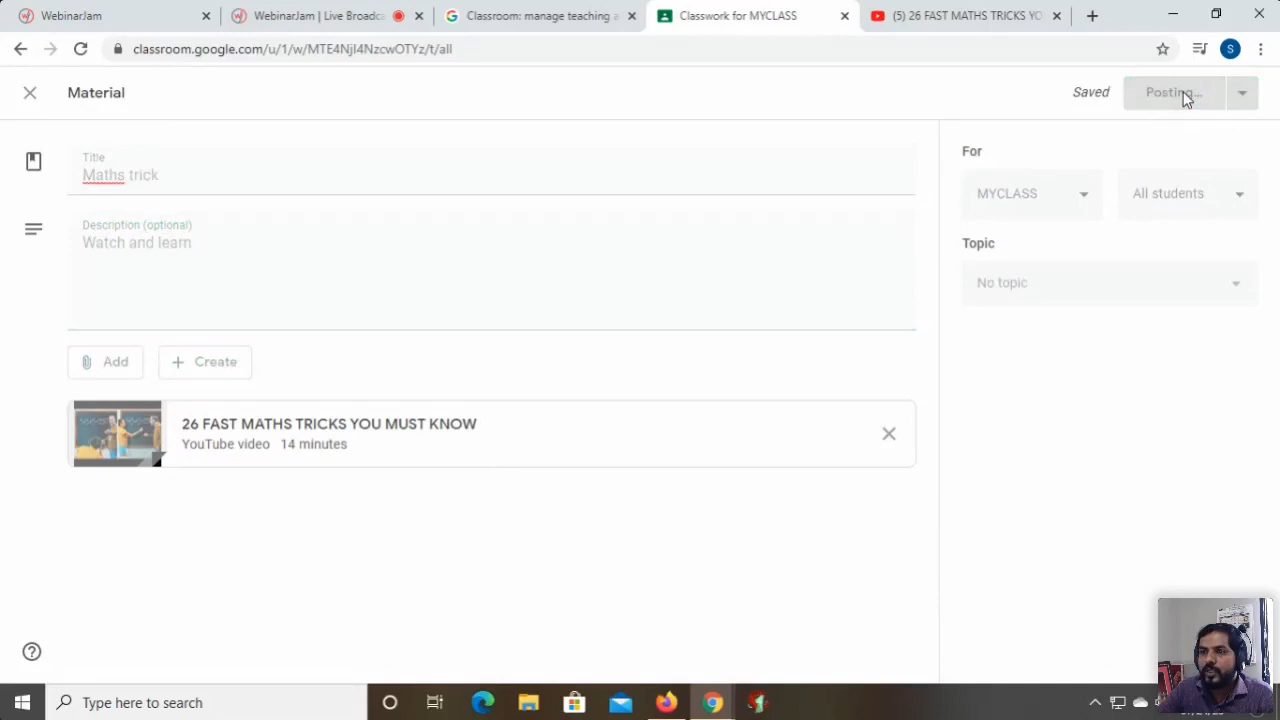 WebinarJam
WebinarJam | Live Broadca
Classroom: manage teaching a
Classwork for MYCLASS
(5) 26 FAST MATHS TRICKS YO
classroom.google.com/u/1/w/MTE4NjI4NzcwOTYz/t/all
S
Material
Saved
Posting...
Title
Maths trick
Description (optional)
Watch and learn
Add
Create
26 FAST MATHS TRICKS YOU MUST KNOW
YouTube video 14 minutes
For
MYCLASS
All students
Topic
No topic
Type here to search